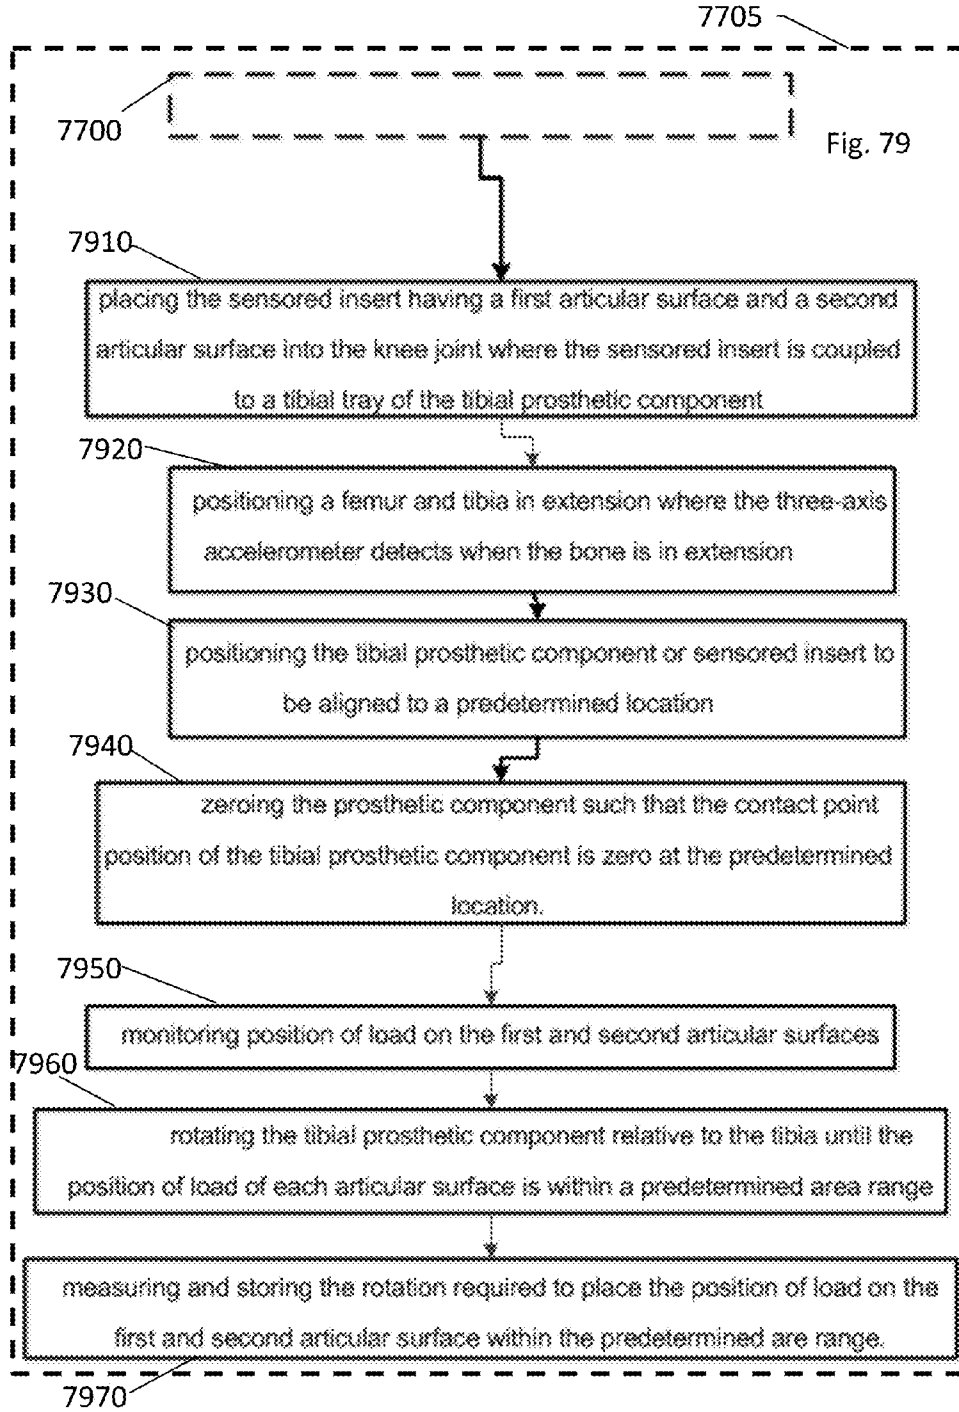 7705
7700
Fig. 79
7910
placing the sensored insert having a first articular surface and a second
articular surface into the knee joint where the sensored insert is coupled
to a tibial tray of the tibial prosthetic component
7920
positioning a femur and tibia in extension where the three-axis
accelerometer detects when the bone is in extension
7930
positioning the tibial prosthetic component or sensored insert to
be aligned to a predetermined location
7940
zeroing the prosthetic component such that the contact point
position of the tibial prosthetic component is zero at the predetermined
location.
7950
monitoring position of load on the first and second articular surfaces
7960
rotating the tibial prosthetic component relative to the tibia until the
position of load of each articular surface is within a predetermined area range
measuring and storing the rotation required to place the position of load on the
first and second articular surface within the predetermined are range.
7970